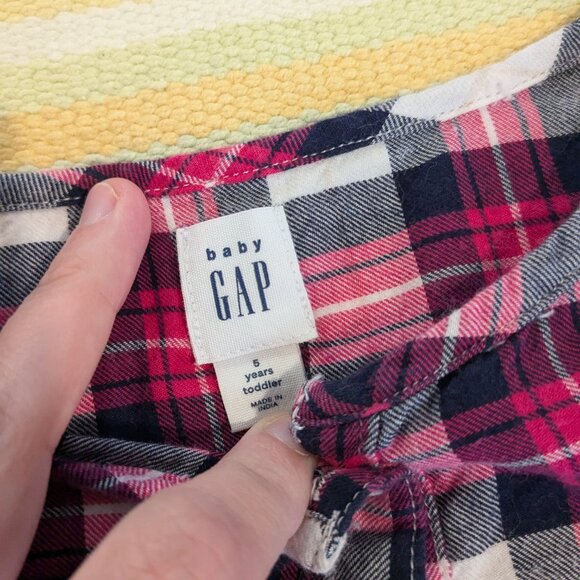 baby
GAP
5
years
toddler
MADE IN
INDIA